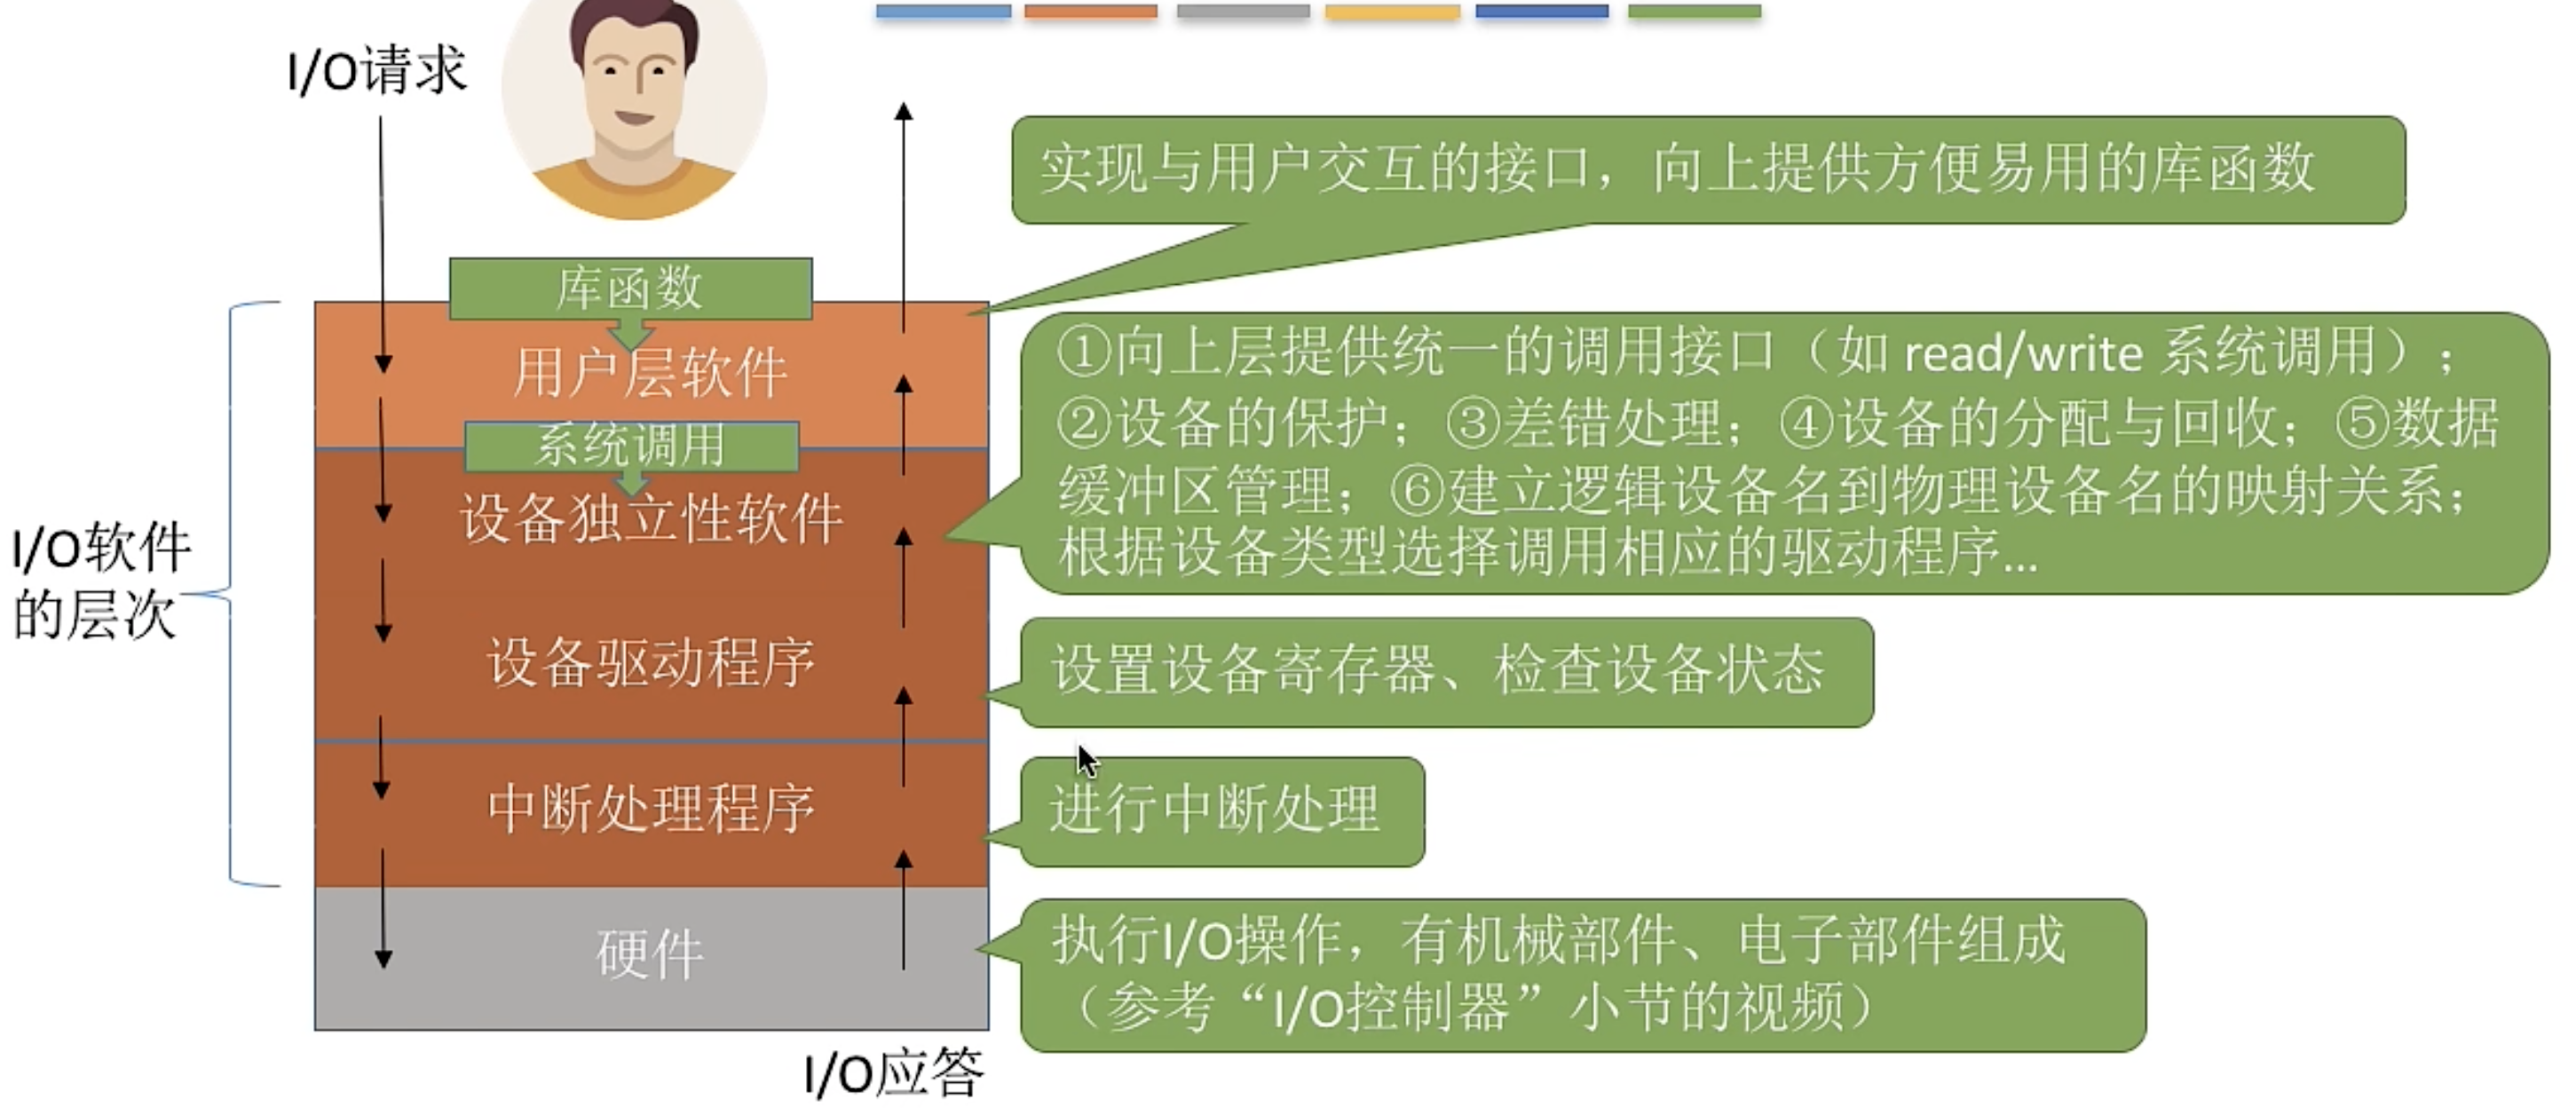 I/O请求
实现与用户交互的接口，向上提供方便易用的库函数
库函数
用户层软件
系统调用
设备独立性软件
①向上层提供统一的调用接口（如 read/write 系统调用）；
②设备的保护；③差错处理；④设备的分配与回收；⑤数据
缓冲区管理；⑥建立逻辑设备名到物理设备名的映射关系；
根据设备类型选择调用相应的驱动程序...
I/O软件
的层次
设备驱动程序
设置设备寄存器、检查设备状态
中断处理程序
进行中断处理
硬件
执行I/O操作，有机械部件、电子部件组成
（参考“I/O控制器”小节的视频）
I/O应答